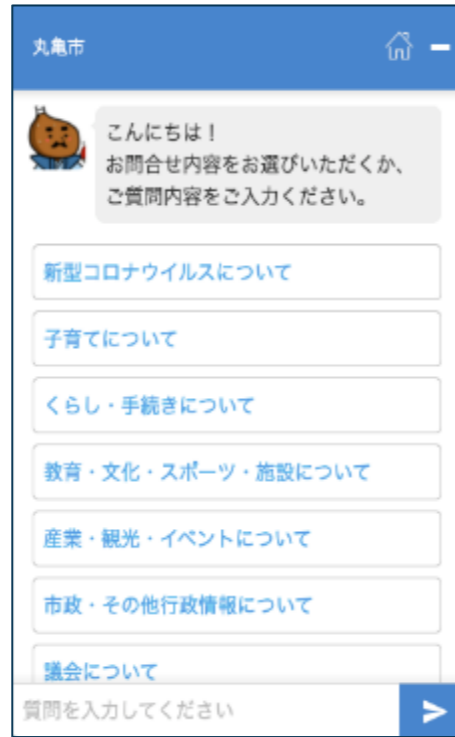 丸亀市
こんにちは！
お問合せ内容をお選びいただくか、
ご質問内容をご入力ください。
新型コロナウイルスについて
子育てについて
くらし・手続きについて
教育・文化・スポーツ・施設について
産業・観光・イベントについて
市政・その他行政情報について
議会について
質問を入力してください